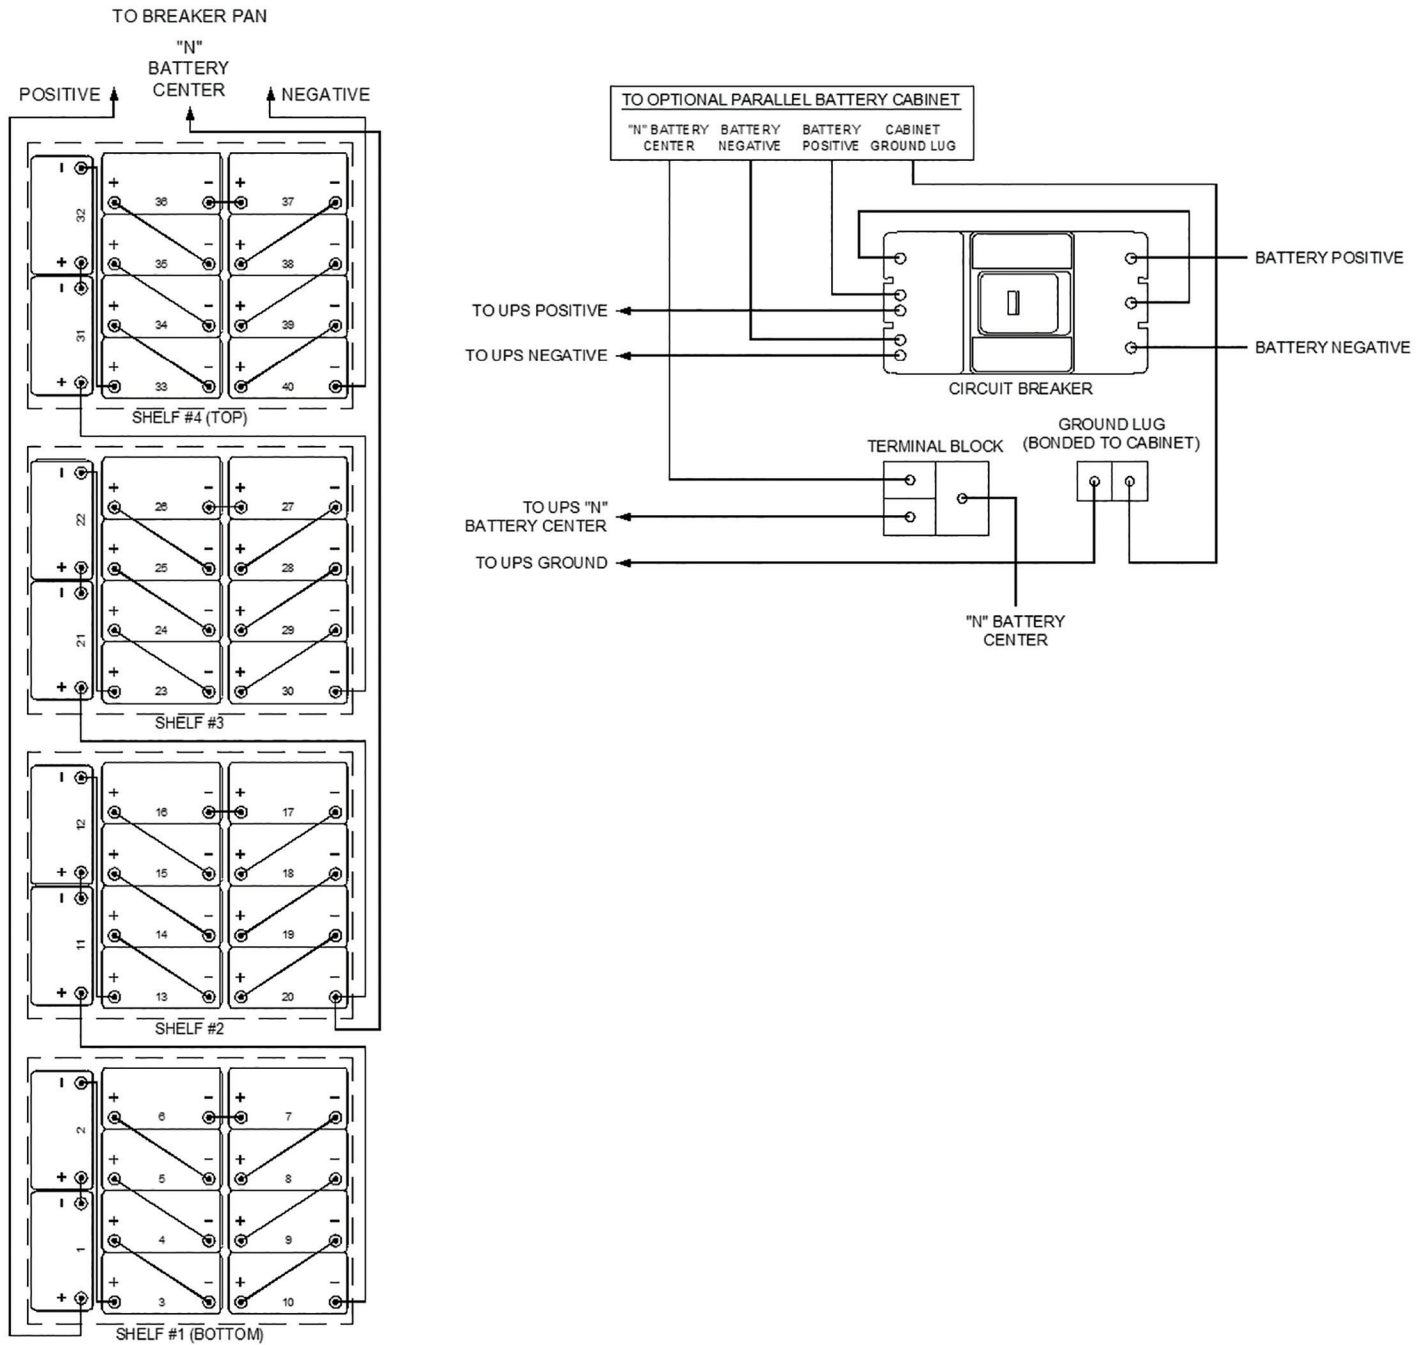 TO BREAKER PAN
"N"
BATTERY
CENTER
POSITIVE
NEGATIVE
- + + - + -
32 36 37
+ - + -
35 38
+
-
+ - + -
31 34 39
+
+ - + -
33 40
SHELF #4 (TOP)
- + - + -
22 26 27
+ - + -
25 28
+
-
+ - + -
21 24 29
+
+ - + -
23 30
SHELF #3
- + - + -
12 16 17
+ - + -
15 18
+
-
+ - + -
11 14 19
+
+ - + -
13 20
SHELF #2
- + - + -
2 6 7
+ - + -
5 8
+
-
+ - + -
1 4 9
+
+ - + -
3 10
SHELF #1 (BOTTOM)
TO OPTIONAL PARALLEL BATTERY CABINET
"N" BATTERY
CENTER
BATTERY
NEGATIVE
BATTERY
POSITIVE
CABINET
GROUND LUG
TO UPS POSITIVE
TO UPS NEGATIVE
BATTERY POSITIVE
BATTERY NEGATIVE
CIRCUIT BREAKER
TERMINAL BLOCK
GROUND LUG
(BONDED TO CABINET)
TO UPS "N"
BATTERY CENTER
TO UPS GROUND
"N" BATTERY
CENTER